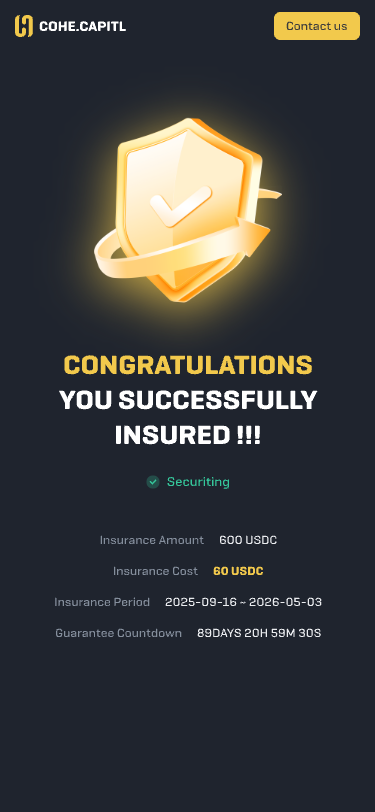 COHE.CAPITL
Contact us
CONGRATULATIONS
YOU SUCCESSFULLY
INSURED !!!
Securiting
Insurance Amount 600 USDC
Insurance Cost 60 USDC
Insurance Period 2025-09-16 ~ 2026-05-03
Guarantee Countdown 89DAYS 20H 59M 30S